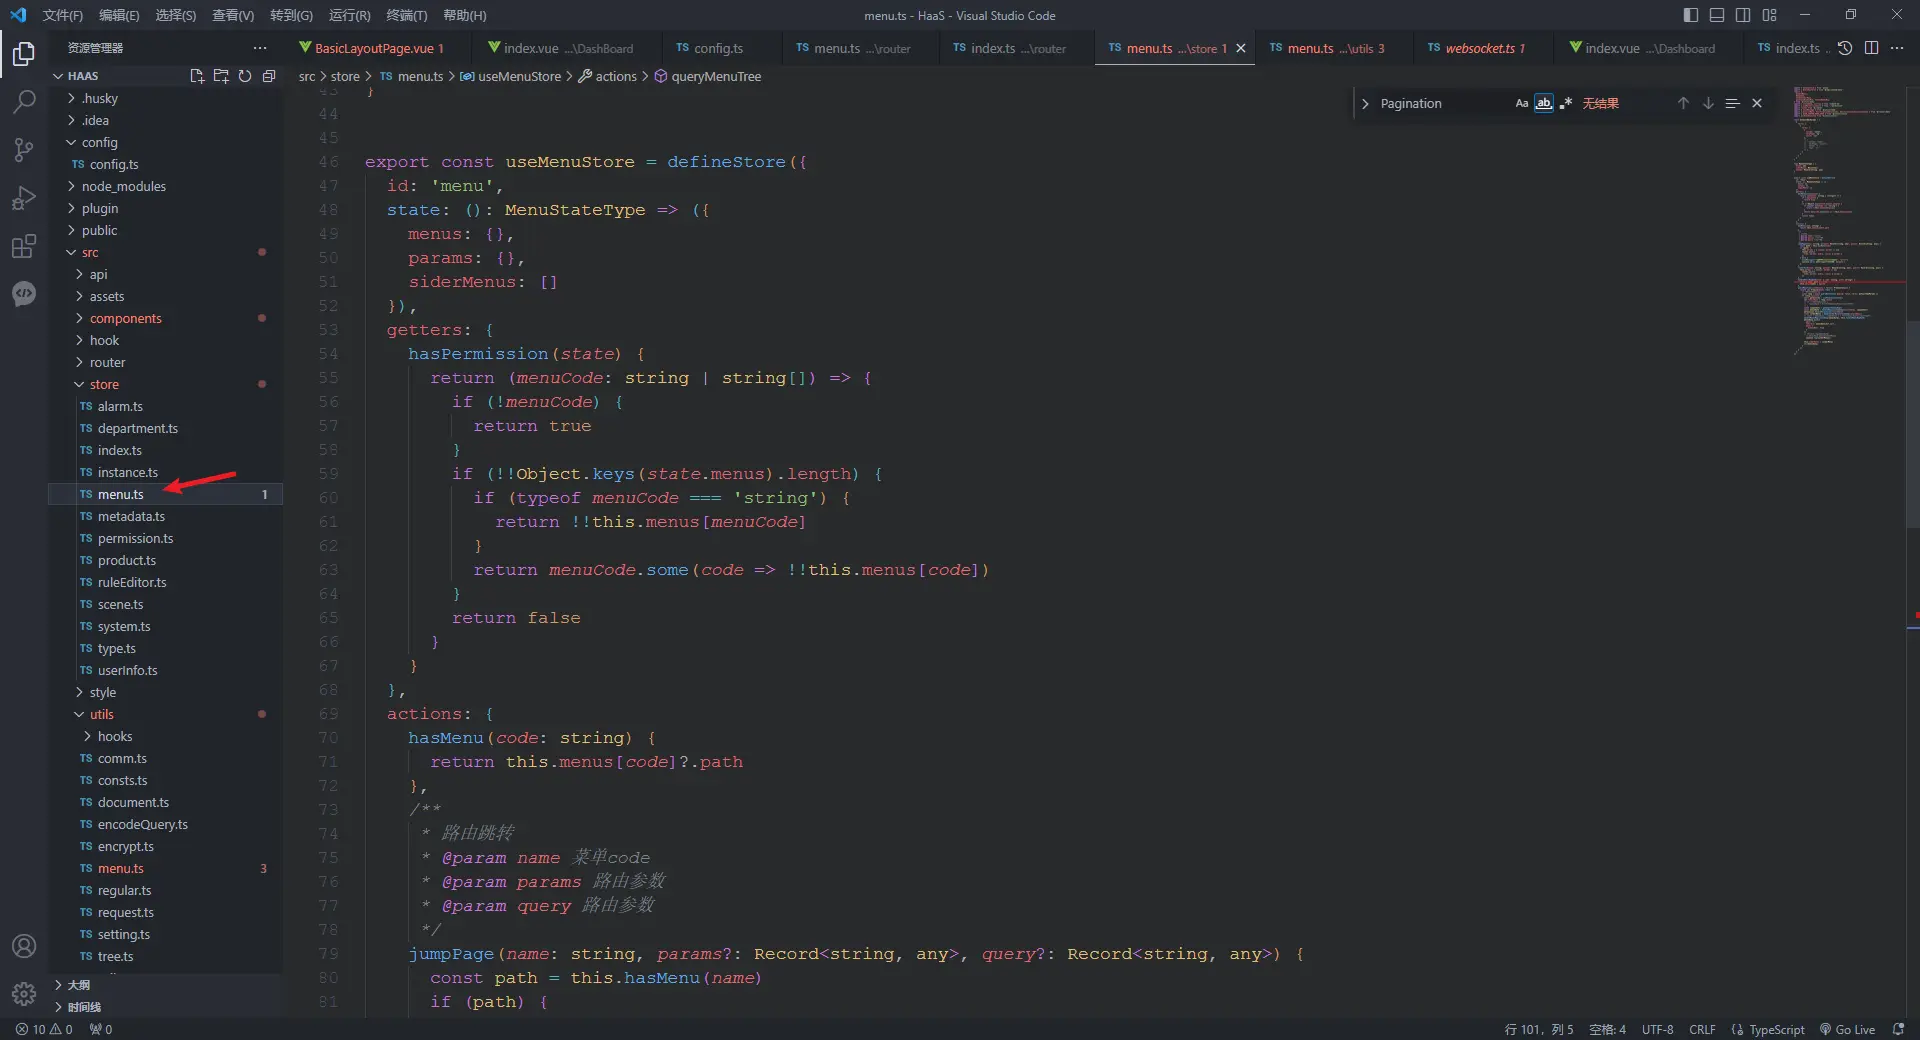 文件(F) 编辑(E) 选择(S) 查看(V) 转到(G) 运行(R) 终端(T) 帮助(H)
menu.ts - HaaS - Visual Studio Code
资源管理器
BasicLayoutPage.vue 1
index.vue ...\DashBoard
TS config.ts
TS menu.ts ...\router
TS index.ts ...\router
TS menu.ts ...\store 1
TS menu.ts ...\utils 3
TS websocket.ts 1
index.vue ...\Dashboard
TS index.ts ..
HAAS
.husky
.idea
config
TS config.ts
node_modules
plugin
public
src
api
assets
components
hook
router
store
TS alarm.ts
TS department.ts
TS index.ts
TS instance.ts
TS menu.ts 1
TS metadata.ts
TS permission.ts
TS product.ts
TS ruleEditor.ts
TS scene.ts
TS system.ts
TS type.ts
TS userInfo.ts
style
utils
hooks
TS comm.ts
TS consts.ts
TS document.ts
TS encodeQuery.ts
TS encrypt.ts
TS menu.ts 3
TS regular.ts
TS request.ts
TS setting.ts
TS tree.ts
大纲
时间线
src > store > TS menu.ts > useMenuStore > actions > queryMenuTree
Pagination Aa ab .* 无结果
43 }
44
45
46 export const useMenuStore = defineStore({
47 id: 'menu',
48 state: (): MenuStateType => ({
49 menus: {},
50 params: {},
51 siderMenus: []
52 }),
53 getters: {
54 hasPermission(state) {
55 return (menuCode: string | string[]) => {
56 if (!menuCode) {
57 return true
58 }
59 if (!!Object.keys(state.menus).length) {
60 if (typeof menuCode === 'string') {
61 return !!this.menus[menuCode]
62 }
63 return menuCode.some(code => !!this.menus[code])
64 }
65 return false
66 }
67 }
68 },
69 actions: {
70 hasMenu(code: string) {
71 return this.menus[code]?.path
72 },
73 /**
74 * 路由跳转
75 * @param name 菜单code
76 * @param params 路由参数
77 * @param query 路由参数
78 */
79 jumpPage(name: string, params?: Record<string, any>, query?: Record<string, any>) {
80 const path = this.hasMenu(name)
81 if (path) {
10 0 0
行 101，列 5 空格: 4 UTF-8 CRLF TypeScript Go Live